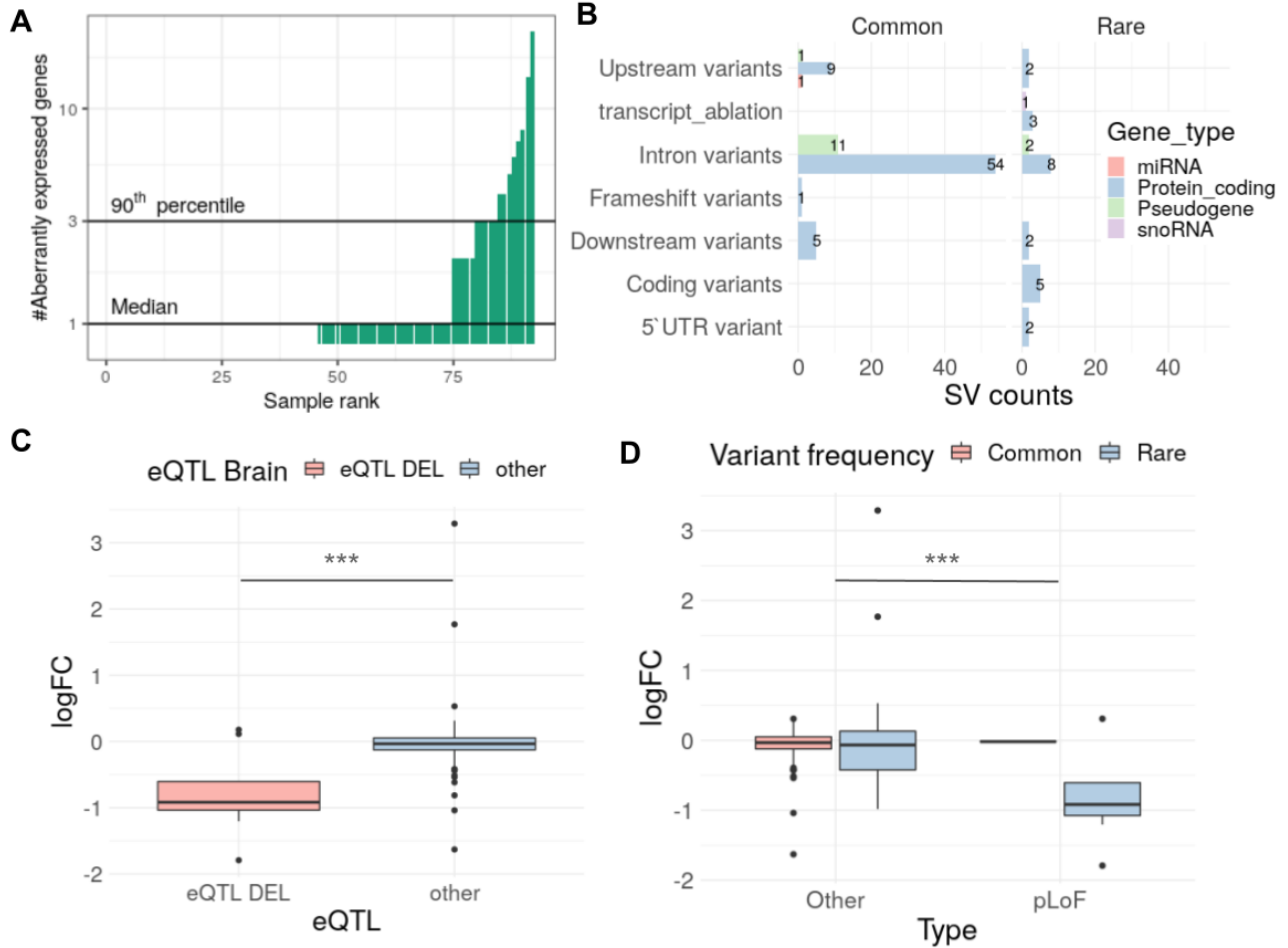 A
#Aberrantly expressed genes
10
3
1
90th percentile
Median
0 25 50 75
Sample rank
B
Common Rare
Upstream variants 1 9 1 2
transcript_ablation 1 3
Intron variants 11 54 2 8
Frameshift variants 1
Downstream variants 5 2
Coding variants 5
5`UTR variant 2
0 20 40 0 20 40
SV counts
Gene_type
miRNA
Protein_coding
Pseudogene
snoRNA
C
eQTL Brain eQTL DEL other
logFC
3
2
1
0
-1
-2
***
eQTL DEL other
eQTL
D
Variant frequency Common Rare
logFC
3
2
1
0
-1
-2
***
Other pLoF
Type